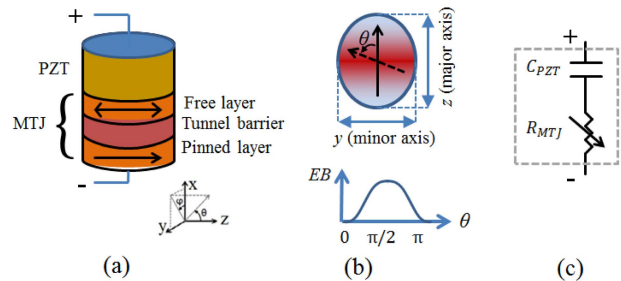 +
PZT
MTJ
Free layer
Tunnel barrier
Pinned layer
-
x
φ
θ
z
y
(a)
θ
z (major axis)
y (minor axis)
EB
0 π/2 π θ
(b)
+
C_PZT
R_MTJ
-
(c)